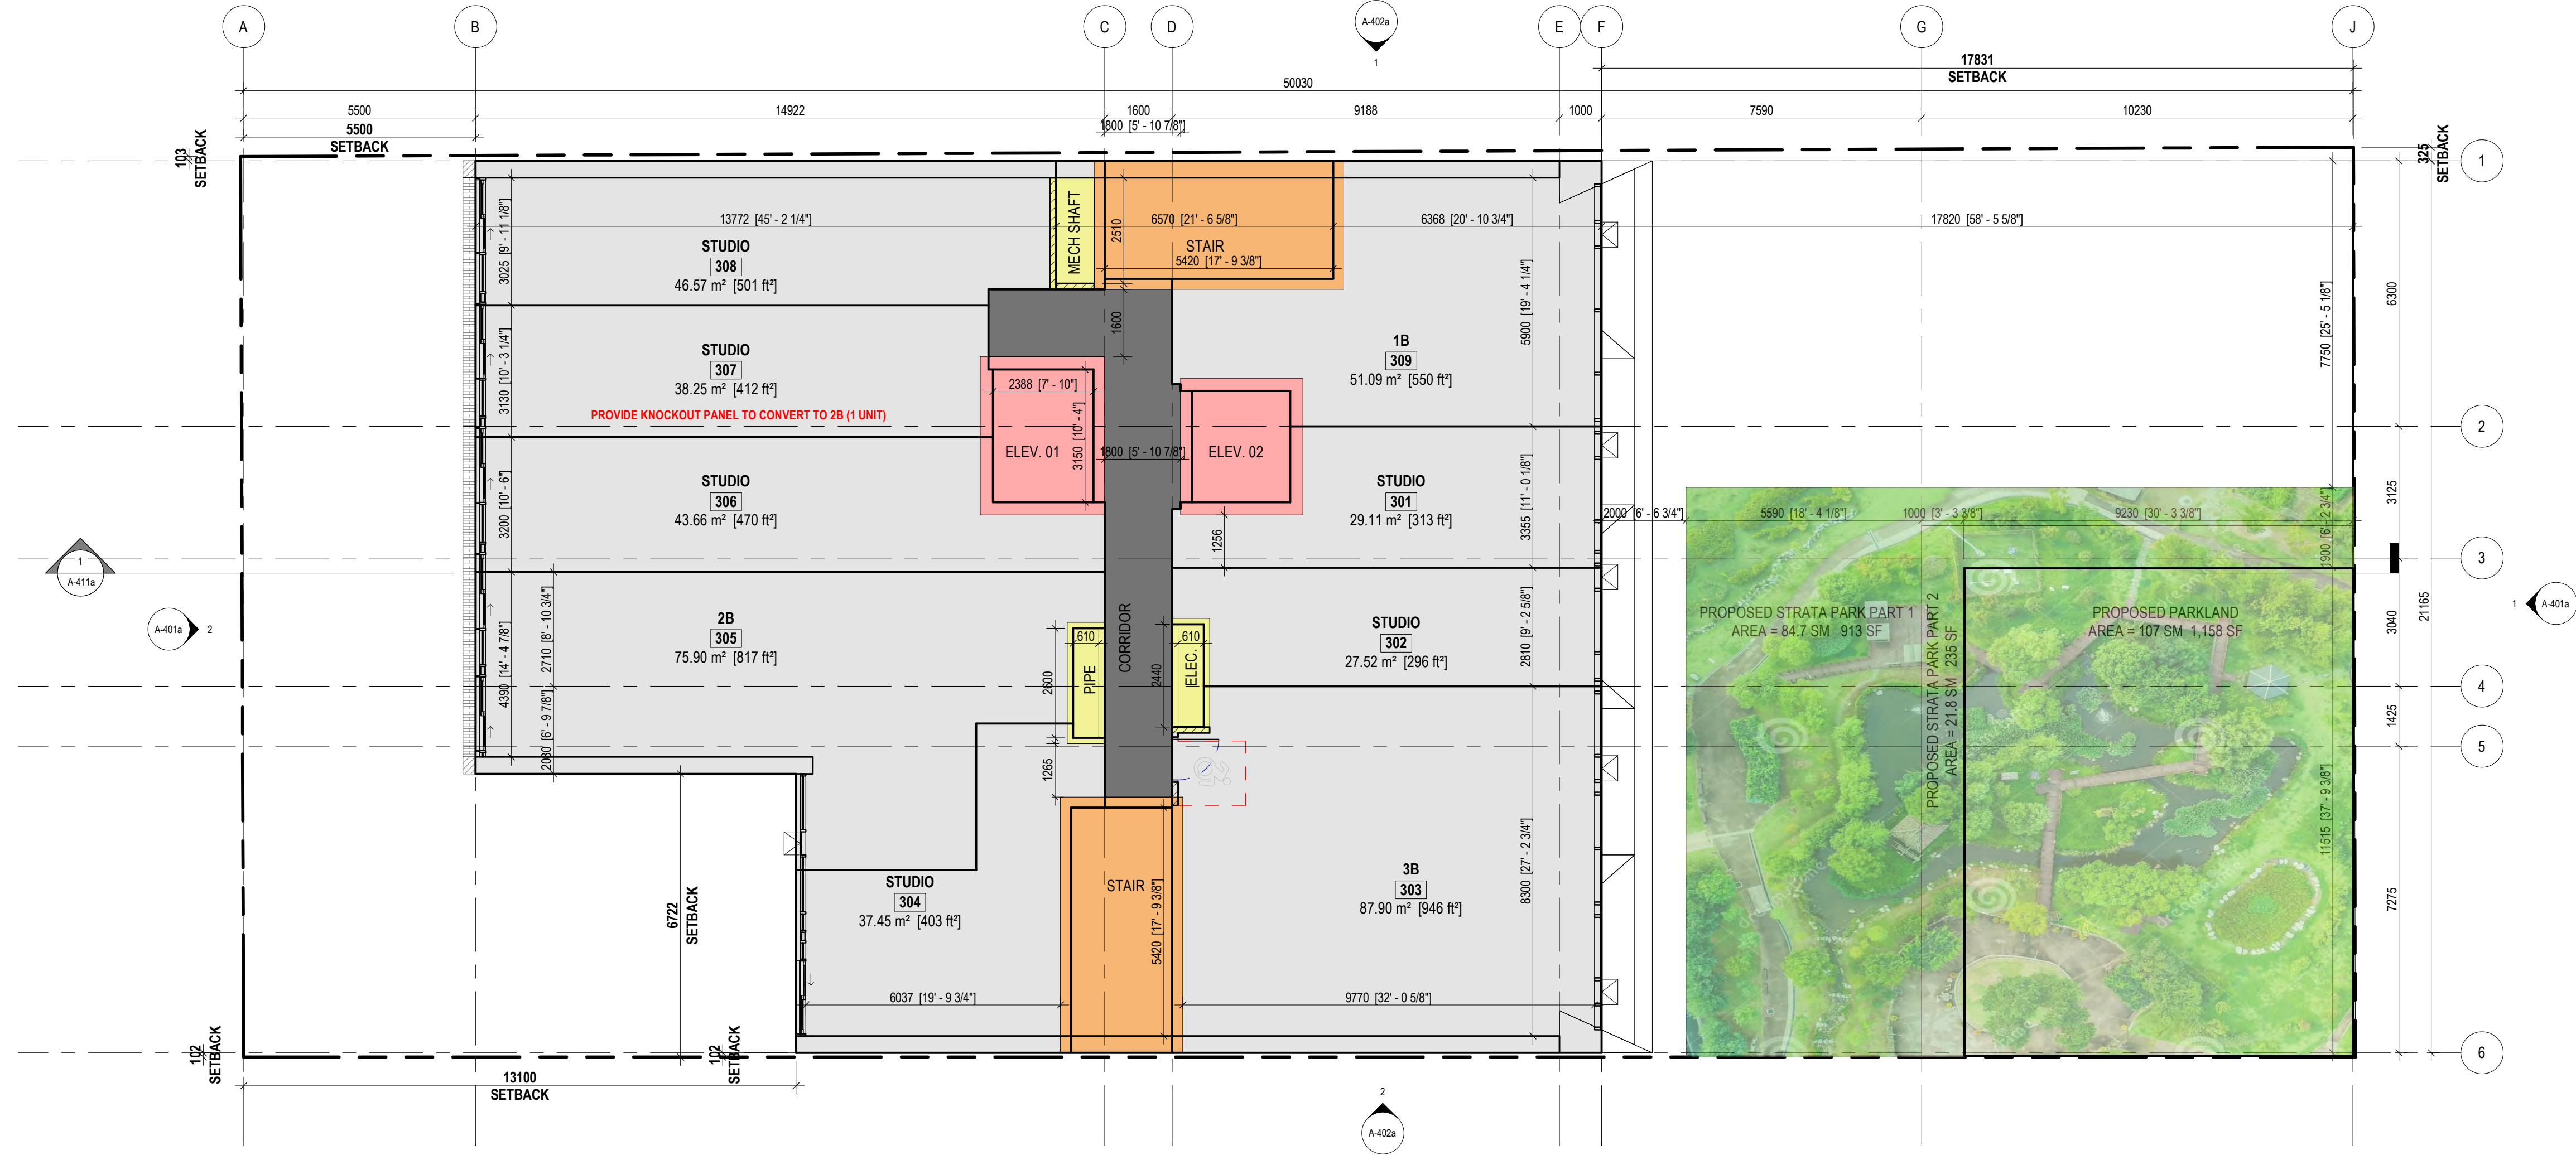 A
B
C
D
E
F
G
J
A-402a
1
17831
SETBACK
50030
5500
14922
1600
9188
1000
7590
10230
5500
SETBACK
1800 [5' - 10 7/8"]
103
SETBACK
325
SETBACK
1
2
3
4
5
6
13772 [45' - 2 1/4"]
6570 [21' - 6 5/8"]
6368 [20' - 10 3/4"]
17820 [58' - 5 5/8"]
MECH SHAFT
2510
STAIR
5420 [17' - 9 3/8"]
3025 [9' - 11 1/8"]
STUDIO
308
46.57 m² [501 ft²]
1600
5900 [19' - 4 1/4"]
7750 [25' - 5 1/8"]
6300
STUDIO
307
38.25 m² [412 ft²]
3130 [10' - 3 1/4"]
PROVIDE KNOCKOUT PANEL TO CONVERT TO 2B (1 UNIT)
1B
309
51.09 m² [550 ft²]
2388 [7' - 10"]
3150 [10' - 4"]
ELEV. 01
1800 [5' - 10 7/8"]
ELEV. 02
STUDIO
306
43.66 m² [470 ft²]
3200 [10' - 6"]
STUDIO
301
29.11 m² [313 ft²]
1256
3355 [11' - 0 1/8"]
2000 [6' - 6 3/4"]
5590 [18' - 4 1/8"]
1000 [3' - 3 3/8"]
9230 [30' - 3 3/8"]
1900 [6' - 2 3/4"]
3125
1
A-411a
A-401a
2
1
A-401a
2B
305
75.90 m² [817 ft²]
4390 [14' - 4 7/8"]
2710 [8' - 10 3/4"]
2080 [6' - 9 7/8"]
610
PIPE
2600
1265
CORRIDOR
610
ELEC.
2440
STUDIO
302
27.52 m² [296 ft²]
2810 [9' - 2 5/8"]
PROPOSED STRATA PARK PART 1
AREA = 84.7 SM 913 SF
PROPOSED STRATA PARK PART 2
AREA = 21.8 SM 235 SF
PROPOSED PARKLAND
AREA = 107 SM 1,158 SF
3040
21165
1425
11515 [37' - 9 3/8"]
7275
6722
SETBACK
STUDIO
304
37.45 m² [403 ft²]
STAIR
5420 [17' - 9 3/8"]
3B
303
87.90 m² [946 ft²]
8300 [27' - 2 3/4"]
6037 [19' - 9 3/4"]
9770 [32' - 0 5/8"]
102
SETBACK
102
SETBACK
13100
SETBACK
2
A-402a